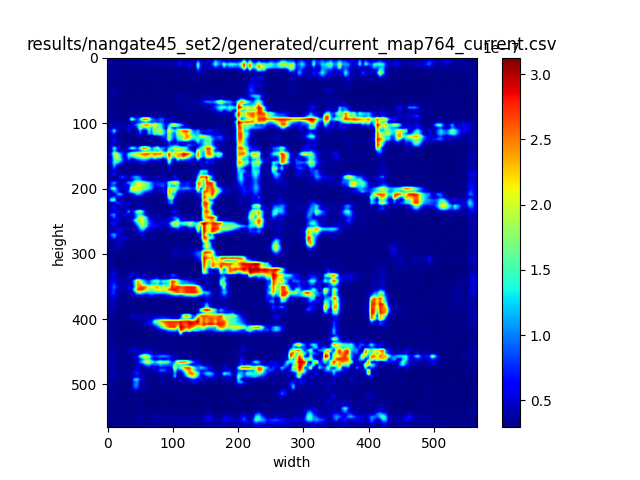 results/nangate45_set2/generated/current_map764_current.csv
1e−7
0
100
200
300
400
500
height
0 100 200 300 400 500
width
3.0
2.5
2.0
1.5
1.0
0.5